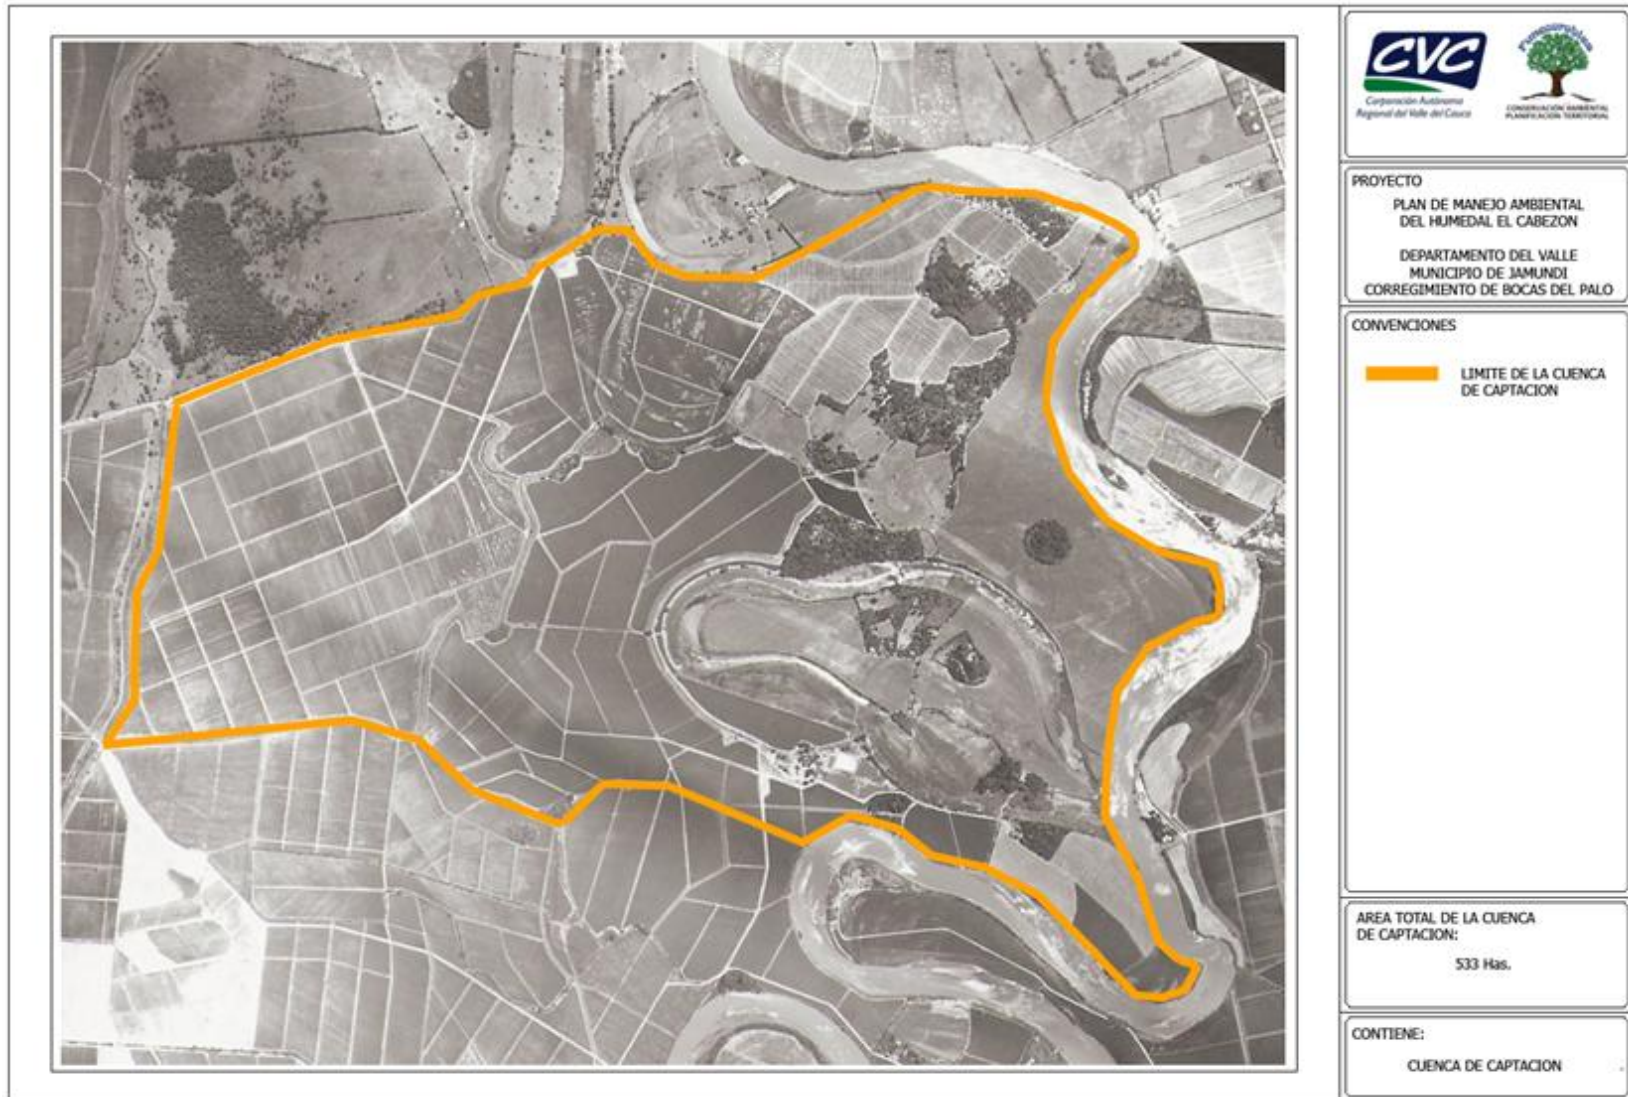 CVC
Corporación Autónoma
Regional del Valle del Cauca
CONSERVACIÓN AMBIENTAL
PLANIFICACIÓN TERRITORIAL
PROYECTO
PLAN DE MANEJO AMBIENTAL
DEL HUMEDAL EL CABEZON
DEPARTAMENTO DEL VALLE
MUNICIPIO DE JAMUNDI
CORREGIMIENTO DE BOCAS DEL PALO
CONVENCIONES
LIMITE DE LA CUENCA
DE CAPTACION
AREA TOTAL DE LA CUENCA
DE CAPTACION:
533 Has.
CONTIENE:
CUENCA DE CAPTACION